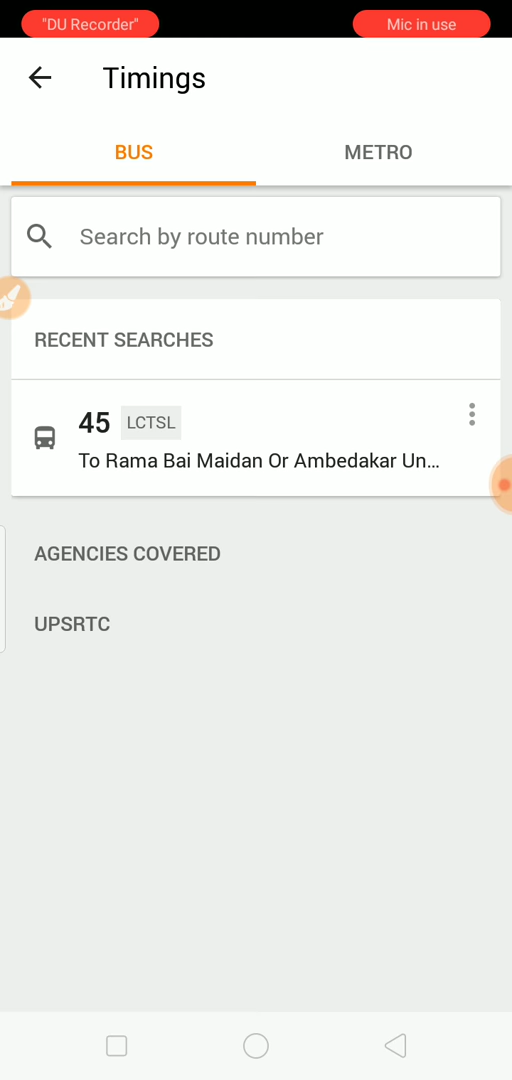 "DU Recorder" Mic in use
Timings
BUS METRO
Search by route number
RECENT SEARCHES
45 LCTSL
To Rama Bai Maidan Or Ambedakar Un...
AGENCIES COVERED
UPSRTC